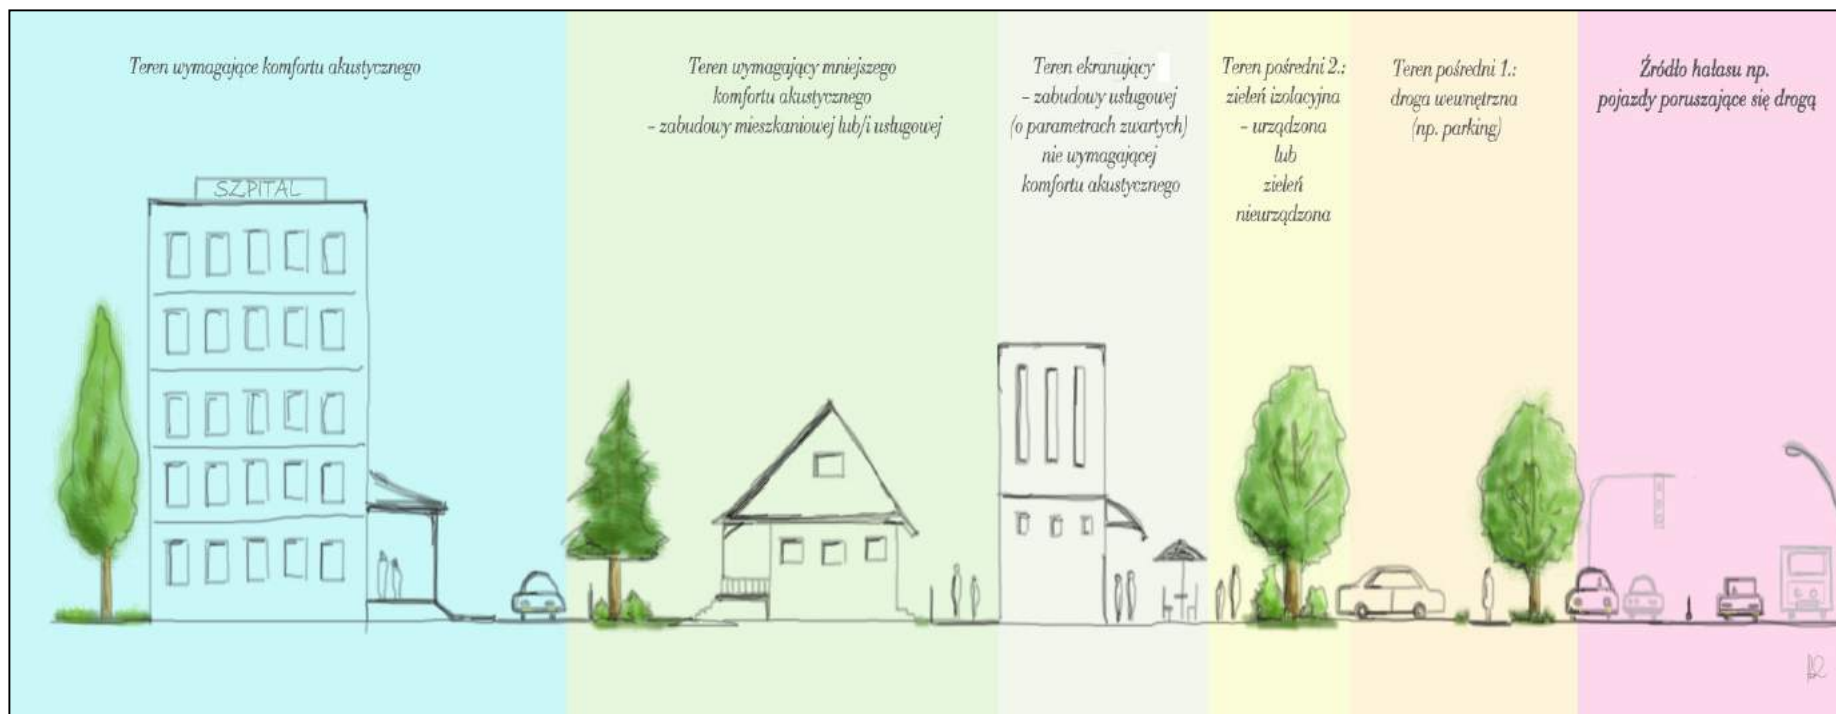 Teren wymagające komfortu akustycznego
Teren wymagający mniejszego
komfortu akustycznego
– zabudowy mieszkaniowej lub/i usługowej
Teren ekranujący
– zabudowy usługowej
(o parametrach zwartych)
nie wymagającej
komfortu akustycznego
Teren pośredni 2.:
zieleń izolacyjna
– urządzona
lub
zieleń
nieurządzona
Teren pośredni 1.:
droga wewnętrzna
(np. parking)
Źródło hałasu np.
pojazdy poruszające się drogą
SZPITAL